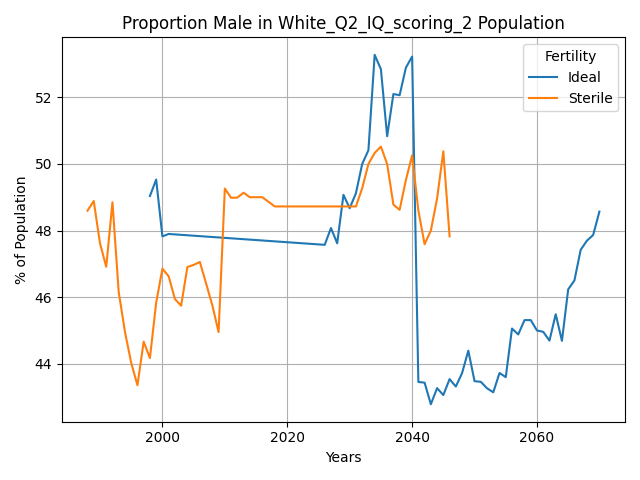 Proportion Male in White_Q2_IQ_scoring_2 Population
Fertility
Ideal
Sterile
% of Population
52
50
48
46
44
2000
2020
2040
2060
Years